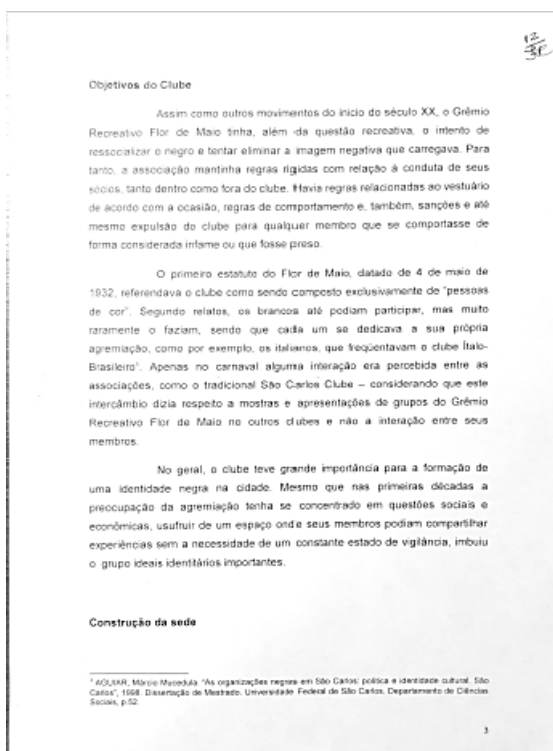 12
Objetivos do Clube
Assim como outros movimentos do início do século XX, o Grêmio
Recreativo Flor de Maio tinha, além da questão recreativa, o intento de
ressocializar o negro e tentar eliminar a imagem negativa que carregava. Para
tanto, a associação mantinha regras rígidas com relação à conduta de seus
sócios, tanto dentro como fora do clube. Havia regras relacionadas ao vestuário
de acordo com a ocasião, regras de comportamento e, também, sanções e até
mesmo expulsão do clube para qualquer membro que se comportasse de
forma considerada infame ou que fosse preso.
O primeiro estatuto do Flor de Maio, datado de 4 de maio de
1932, referendava o clube como sendo composto exclusivamente de “pessoas
de cor”. Segundo relatos, os brancos até podiam participar, mas muito
raramente o faziam, sendo que cada um se dedicava a sua própria
agremiação, como por exemplo, os italianos, que freqüentavam o clube Ítalo-
Brasileiro¹. Apenas no carnaval alguma interação era percebida entre as
associações, como o tradicional São Carlos Clube – considerando que este
intercâmbio dizia respeito a mostras e apresentações de grupos do Grêmio
Recreativo Flor de Maio no outros clubes e não a interação entre seus
membros.
No geral, o clube teve grande importância para a formação de
uma identidade negra na cidade. Mesmo que nas primeiras décadas a
preocupação da agremiação tenha se concentrado em questões sociais e
econômicas, usufruir de um espaço onde seus membros podiam compartilhar
experiências sem a necessidade de um constante estado de vigilância, imbuiu
o grupo ideais identitários importantes.
Construção da sede
¹ AGUIAR, Márcio Mucedula. “As organizações negras em São Carlos: política e identidade cultural. São
Carlos”, 1998. Dissertação de Mestrado. Universidade Federal de São Carlos. Departamento de Ciências
Sociais, p.52.
3